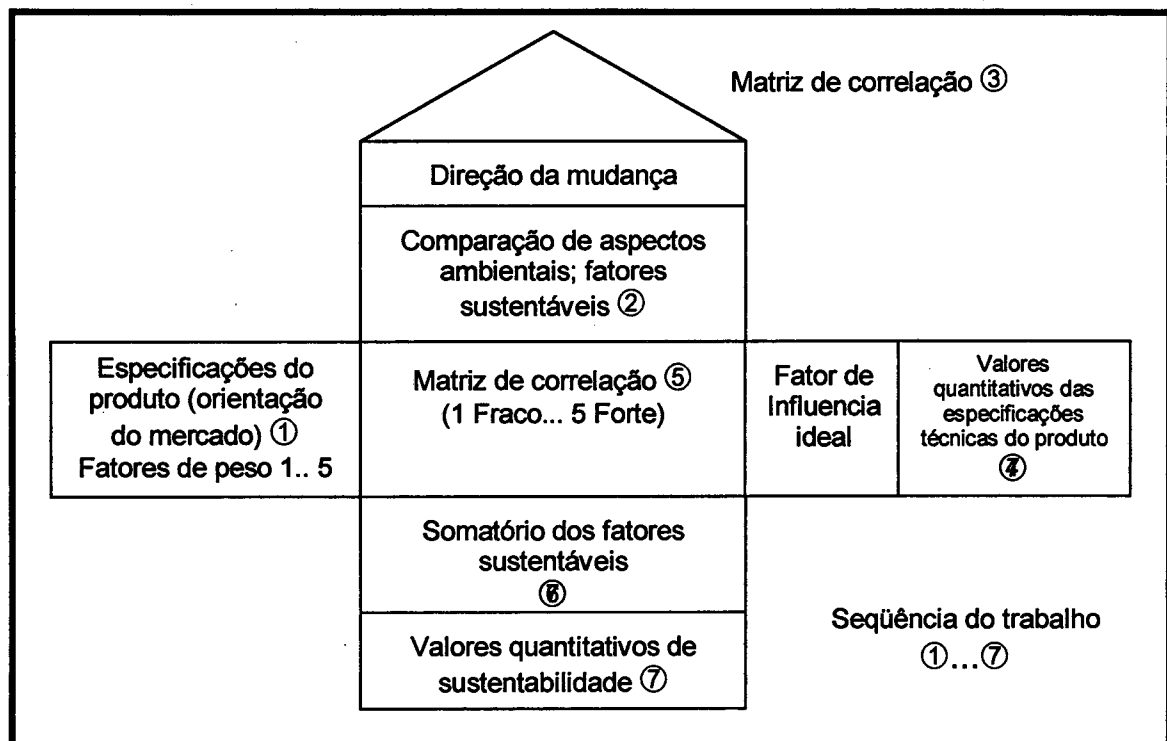 Matriz de correlação ③
Direção da mudança
Comparação de aspectos
ambientais; fatores
sustentáveis ②
Especificações do
produto (orientação
do mercado) ①
Fatores de peso 1.. 5
Matriz de correlação ⑤
(1 Fraco... 5 Forte)
Fator de
Influencia
ideal
Valores
quantitativos das
especificações
técnicas do produto
Somatório dos fatores
sustentáveis
Valores quantitativos de
sustentabilidade ⑦
Seqüência do trabalho
①...⑦